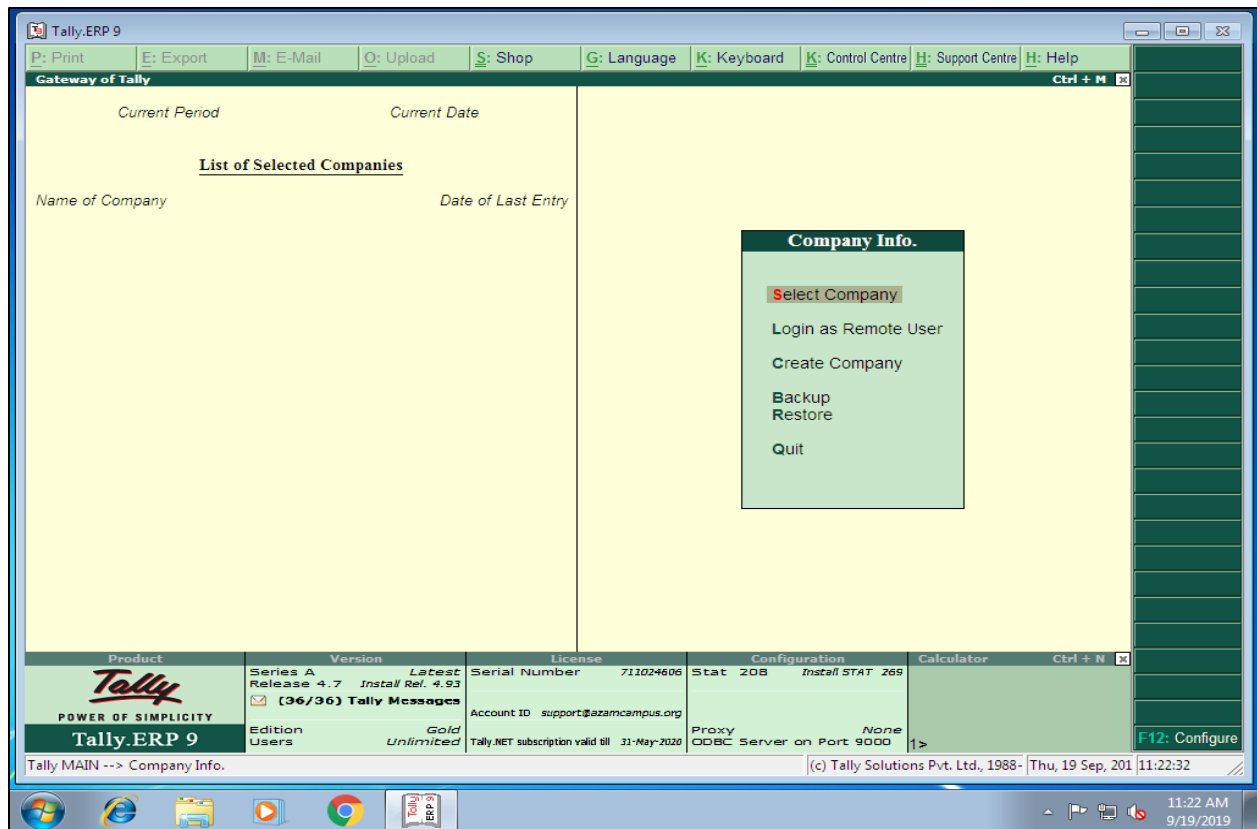 Tally.ERP 9
P: Print E: Export M: E-Mail O: Upload S: Shop G: Language K: Keyboard K: Control Centre H: Support Centre H: Help
Gateway of Tally Ctrl + M
Current Period Current Date
List of Selected Companies
Name of Company Date of Last Entry
Company Info.
Select Company
Login as Remote User
Create Company
Backup
Restore
Quit
Product Version License Configuration Calculator Ctrl + N
Tally
POWER OF SIMPLICITY
Tally.ERP 9
Series A Latest
Release 4.7 Install Rel. 4.93
(36/36) Tally Messages
Edition Gold
Users Unlimited
Serial Number 711024606
Account ID support@azamcampus.org
Tally.NET subscription valid till 31-May-2020
Stat 208 Install STAT 269
Proxy None
ODBC Server on Port 9000
1>
F12: Configure
Tally MAIN --> Company Info. (c) Tally Solutions Pvt. Ltd., 1988- Thu, 19 Sep, 201 11:22:32
Tally
ERP 9
11:22 AM
9/19/2019